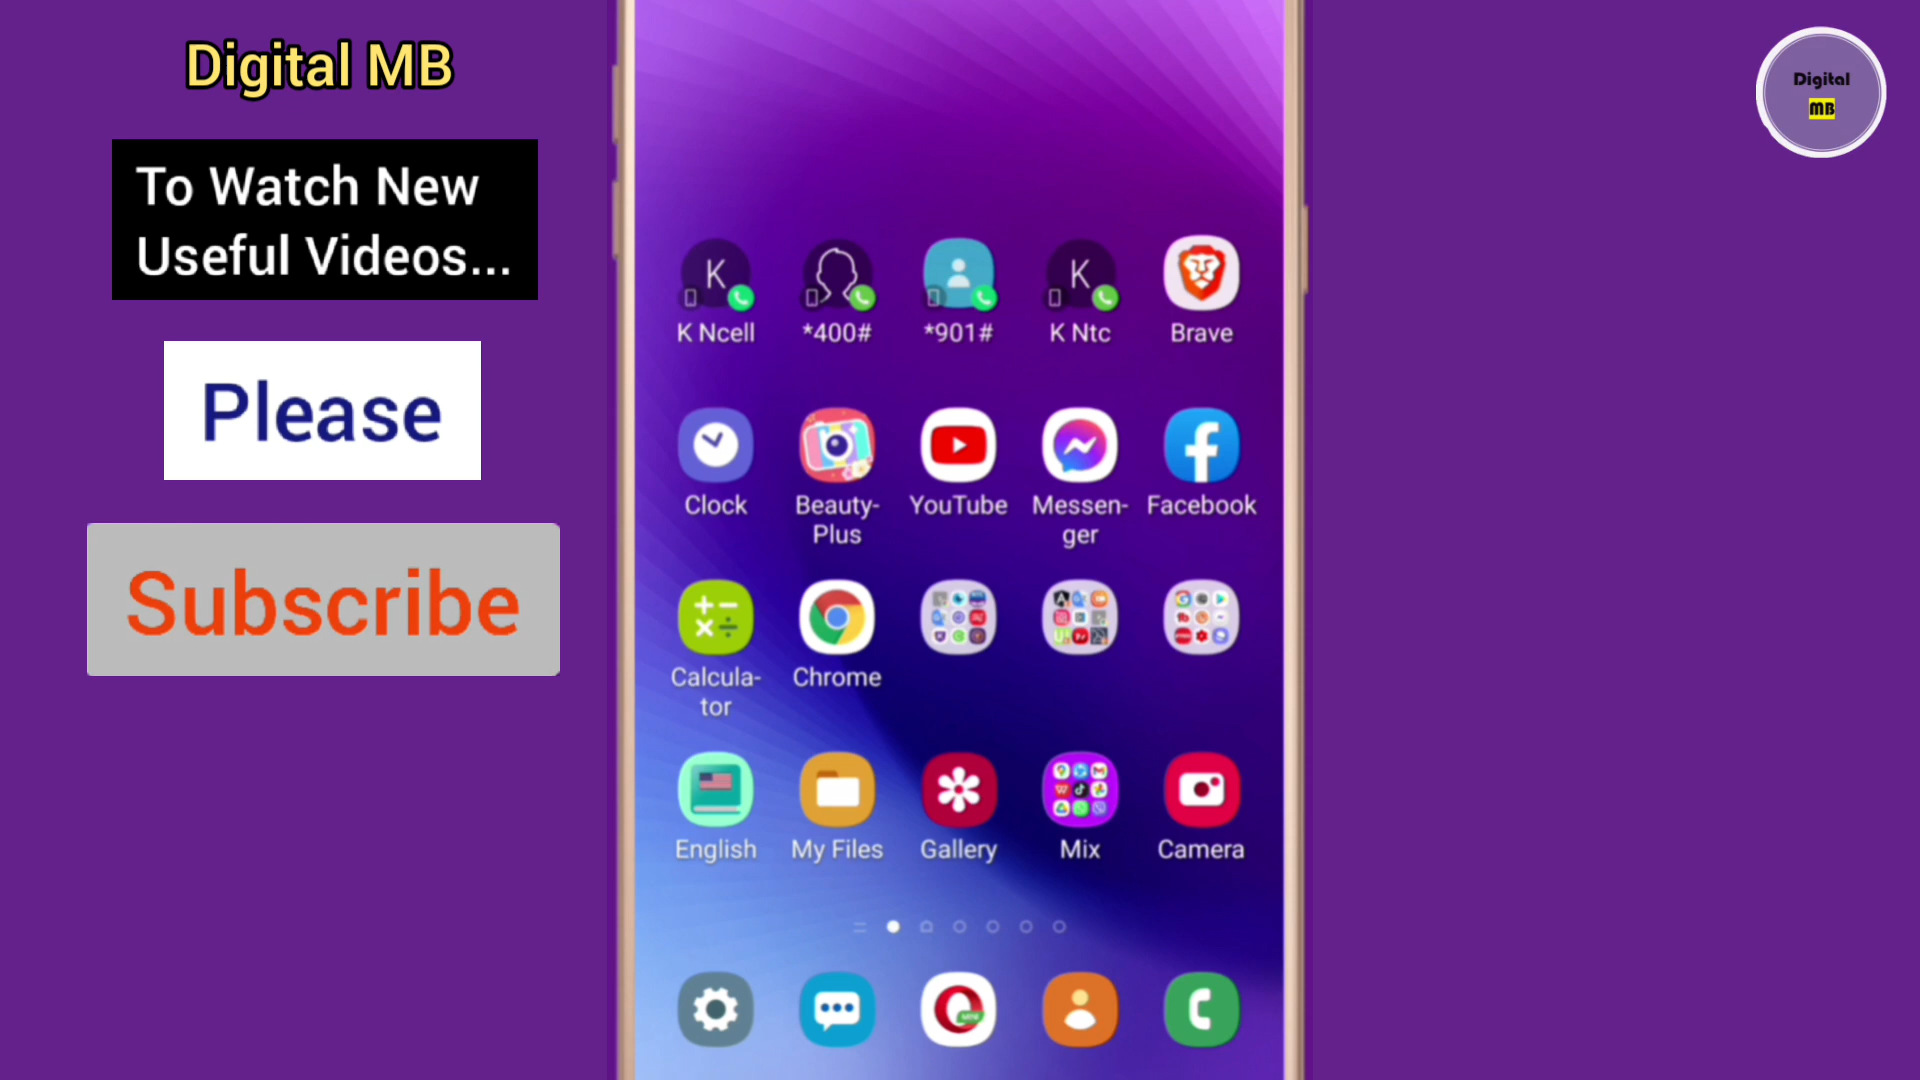 Digital MB
To Watch New
Useful Videos...
Please
Subscribe
Digital
MB
K Ncell
*400#
*901#
K Ntc
Brave
Clock
Beauty-
Plus
YouTube
Messen-
ger
Facebook
Calcula-
tor
Chrome
English
My Files
Gallery
Mix
Camera